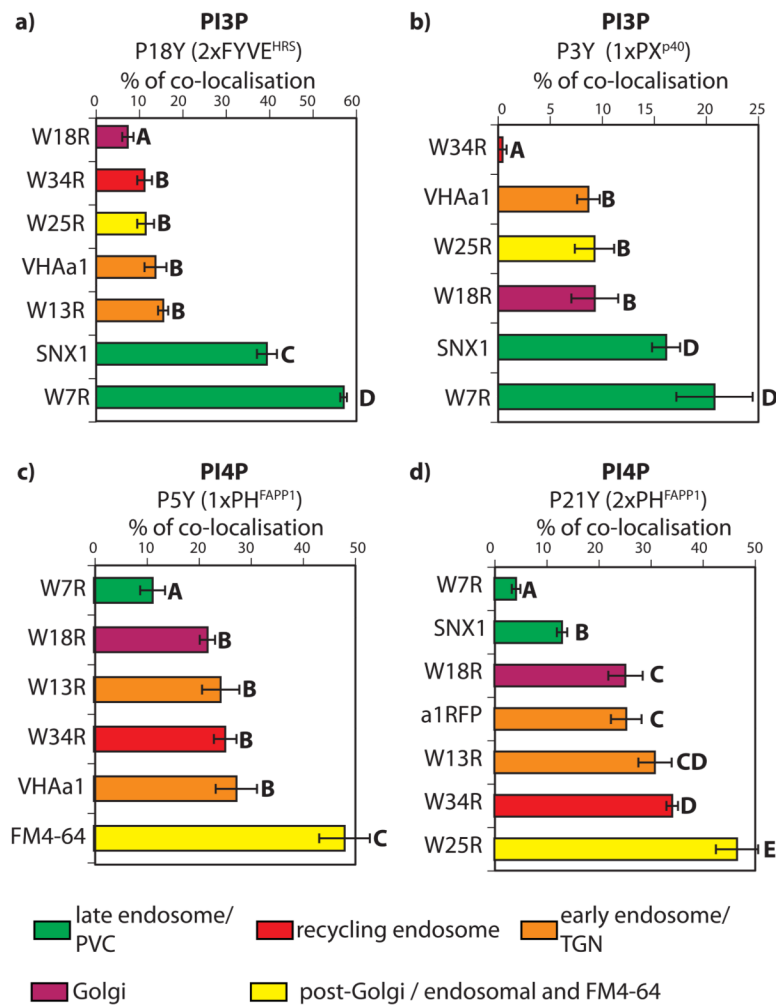 a)
PI3P
P18Y (2xFYVE^HRS)
% of co-localisation
0 10 20 30 40 50 60
W18R A
W34R B
W25R B
VHAa1 B
W13R B
SNX1 C
W7R D
b)
PI3P
P3Y (1xPX^p40)
% of co-localisation
0 5 10 15 20 25
W34R A
VHAa1 B
W25R B
W18R B
SNX1 D
W7R D
c)
PI4P
P5Y (1xPH^FAPP1)
% of co-localisation
0 10 20 30 40 50
W7R A
W18R B
W13R B
W34R B
VHAa1 B
FM4-64 C
d)
PI4P
P21Y (2xPH^FAPP1)
% of co-localisation
0 10 20 30 40 50
W7R A
SNX1 B
W18R C
a1RFP C
W13R CD
W34R D
W25R E
late endosome/
PVC
recycling endosome
early endosome/
TGN
Golgi
post-Golgi / endosomal and FM4-64